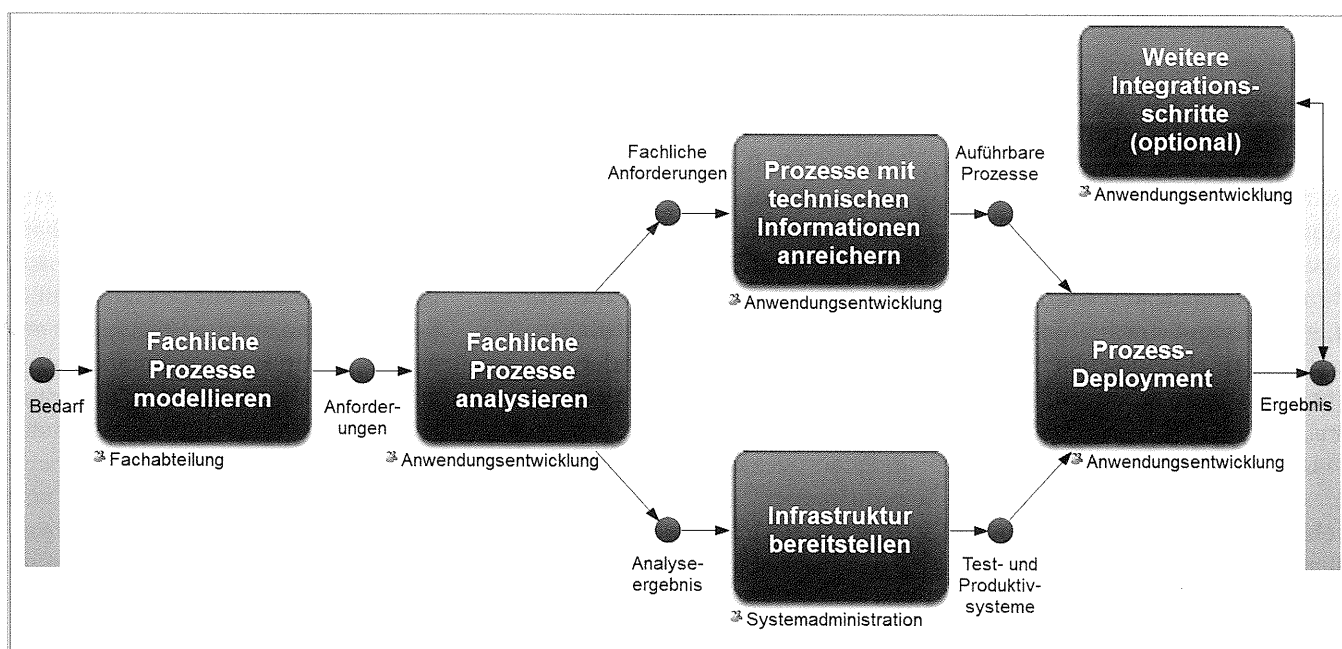 Weitere
Integrations-
schritte
(optional)
Anwendungsentwicklung
Fachliche
Anforderungen
Prozesse mit
technischen
Informationen
anreichern
Anwendungsentwicklung
Auführbare
Prozesse
Bedarf
Fachliche
Prozesse
modellieren
Fachabteilung
Anforder-
ungen
Fachliche
Prozesse
analysieren
Anwendungsentwicklung
Prozess-
Deployment
Anwendungsentwicklung
Ergebnis
Analyse-
ergebnis
Infrastruktur
bereitstellen
Systemadministration
Test- und
Produktiv-
systeme